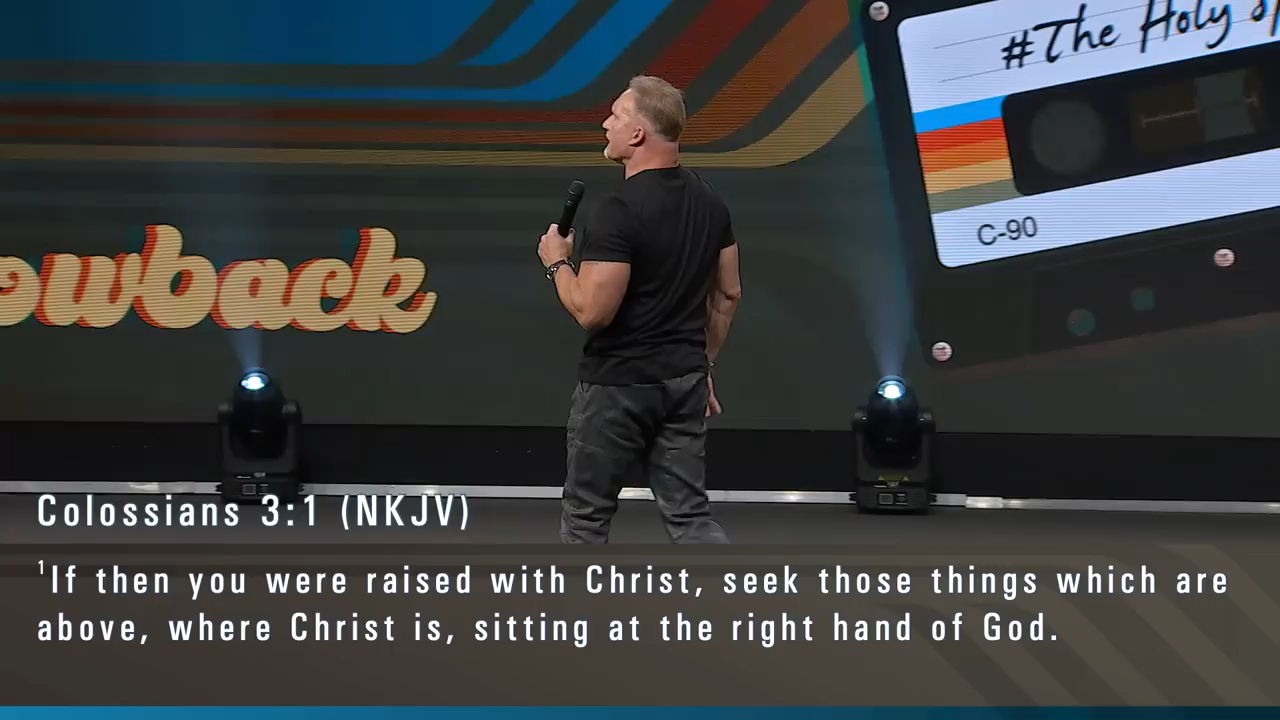 #The Holy
C-90
owback
Colossians 3:1 (NKJV)
1If then you were raised with Christ, seek those things which are
above, where Christ is, sitting at the right hand of God.